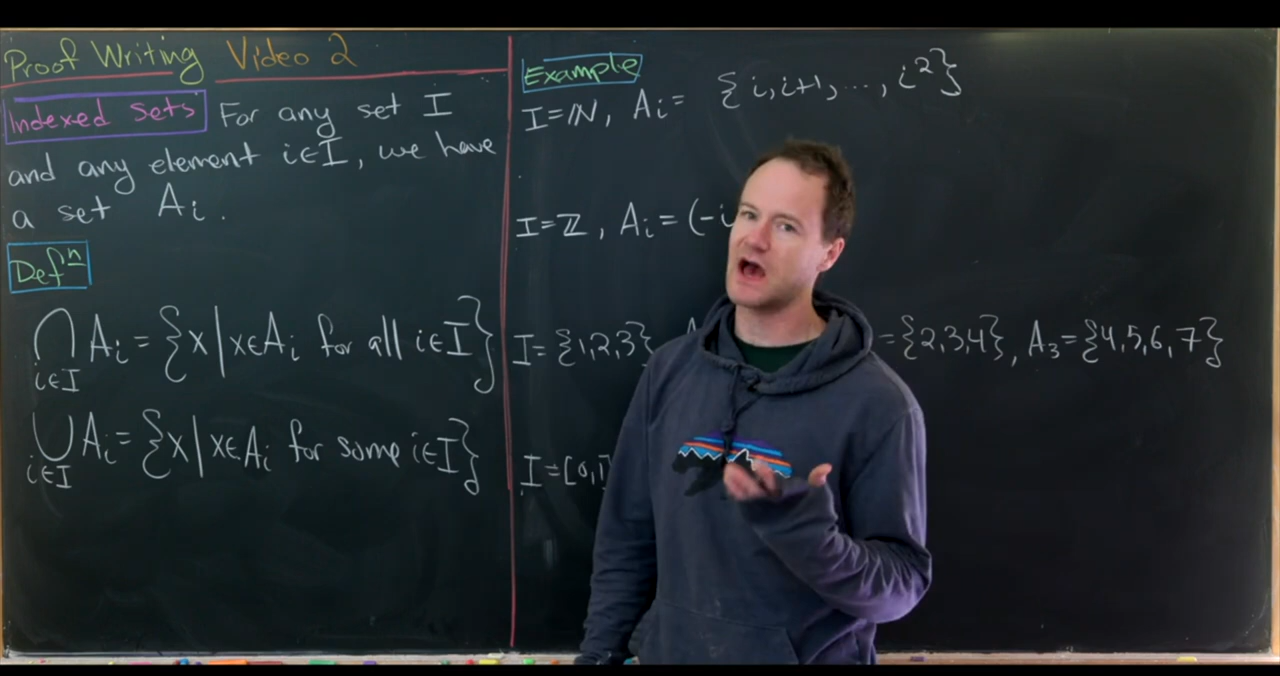 Proof Writing Video 2
Indexed Sets For any set I
and any element i∈I, we have
a set Aᵢ.
Defⁿ
⋂ Aᵢ = {x | x∈Aᵢ for all i∈I}
i∈I
⋃ Aᵢ = {x | x∈Aᵢ for some i∈I}
i∈I
Example
I=ℕ, Aᵢ = {i, i+1, ..., i²}
I=ℤ, Aᵢ = (-i
I={1,2,3} = {2,3,4}, A₃={4,5,6,7}
I=[0,1]